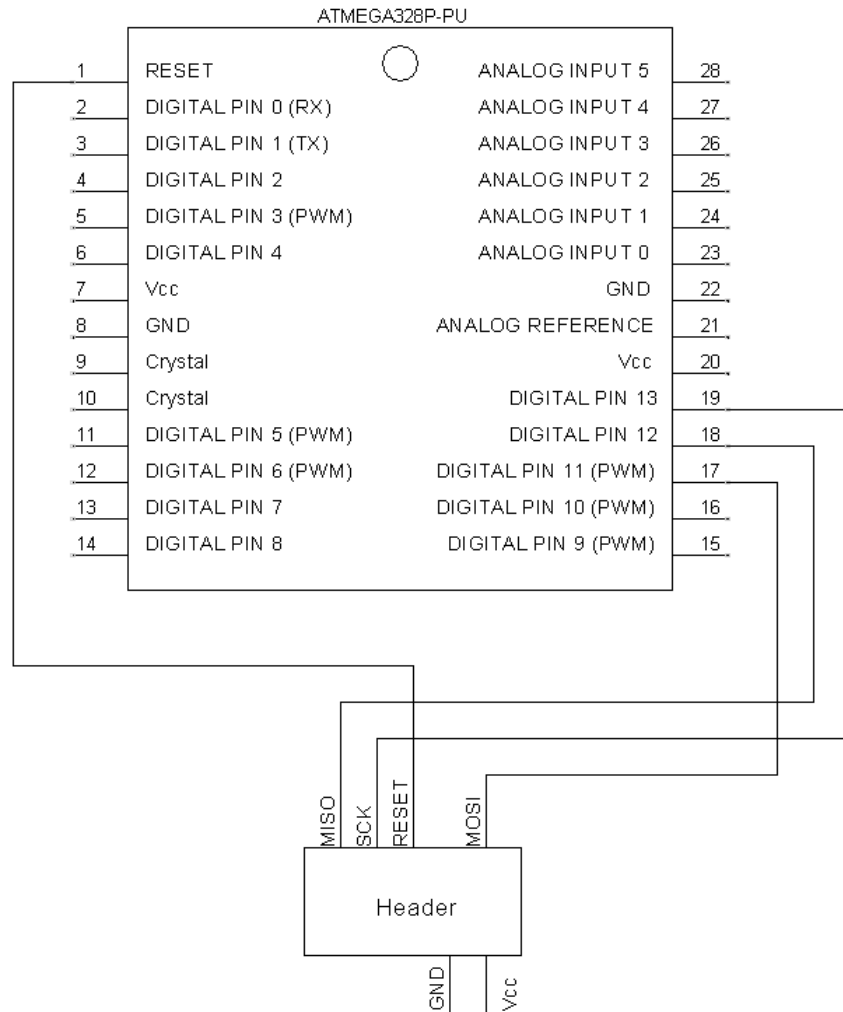 ATMEGA328P-PU
1 RESET ANALOG INPUT 5 28
2 DIGITAL PIN 0 (RX) ANALOG INPUT 4 27
3 DIGITAL PIN 1 (TX) ANALOG INPUT 3 26
4 DIGITAL PIN 2 ANALOG INPUT 2 25
5 DIGITAL PIN 3 (PWM) ANALOG INPUT 1 24
6 DIGITAL PIN 4 ANALOG INPUT 0 23
7 Vcc GND 22
8 GND ANALOG REFERENCE 21
9 Crystal Vcc 20
10 Crystal DIGITAL PIN 13 19
11 DIGITAL PIN 5 (PWM) DIGITAL PIN 12 18
12 DIGITAL PIN 6 (PWM) DIGITAL PIN 11 (PWM) 17
13 DIGITAL PIN 7 DIGITAL PIN 10 (PWM) 16
14 DIGITAL PIN 8 DIGITAL PIN 9 (PWM) 15
MISO
SCK
RESET
MOSI
Header
GND
Vcc